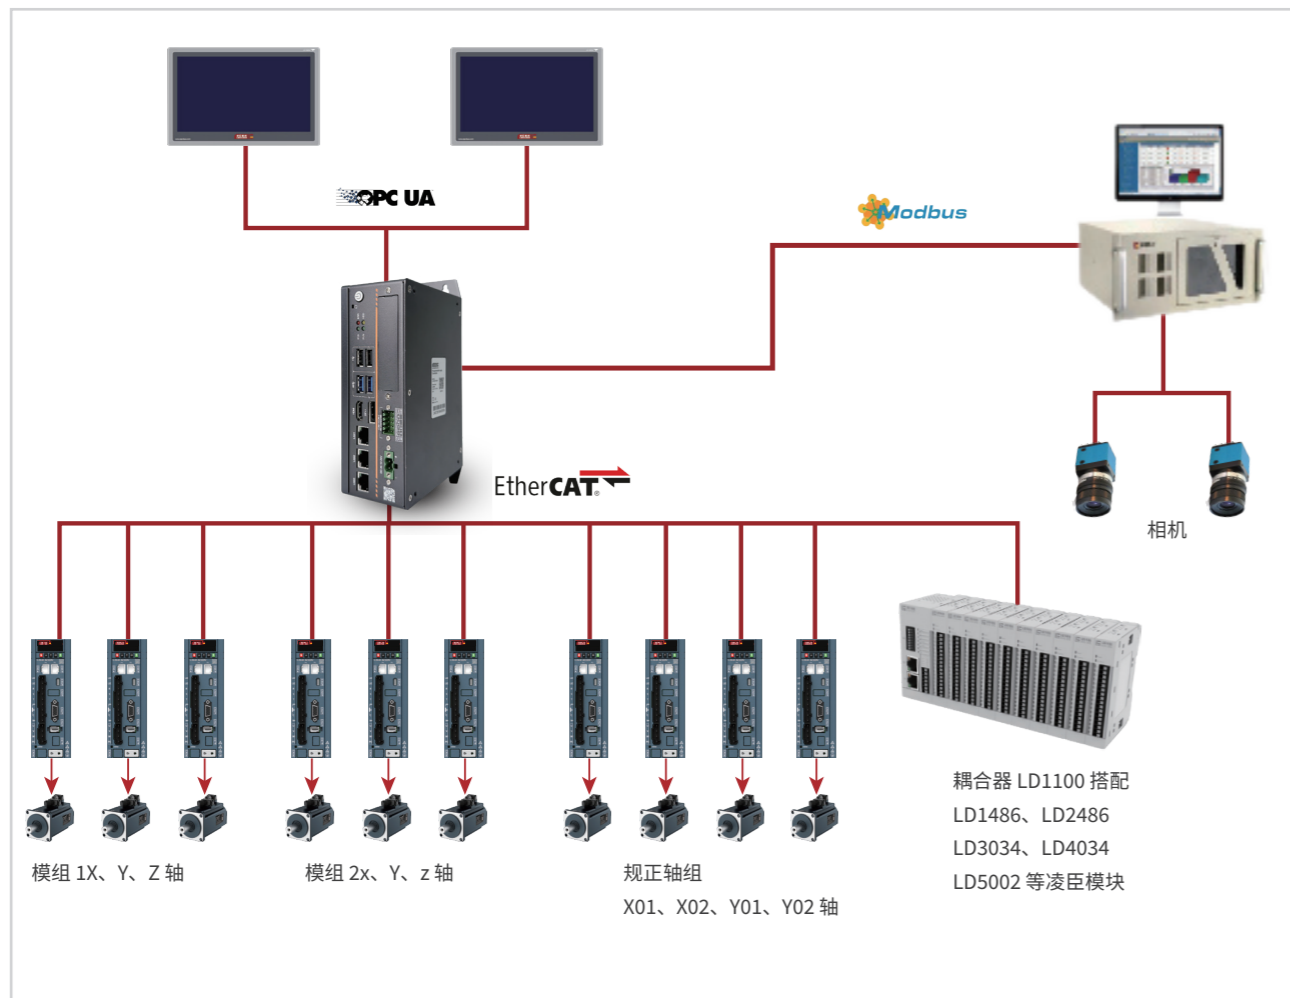 OPC UA
Modbus
EtherCAT®
相机
耦合器 LD1100 搭配
LD1486、LD2486
LD3034、LD4034
LD5002 等凌臣模块
模组 1X、Y、Z 轴
模组 2x、Y、z 轴
规正轴组
X01、X02、Y01、Y02 轴